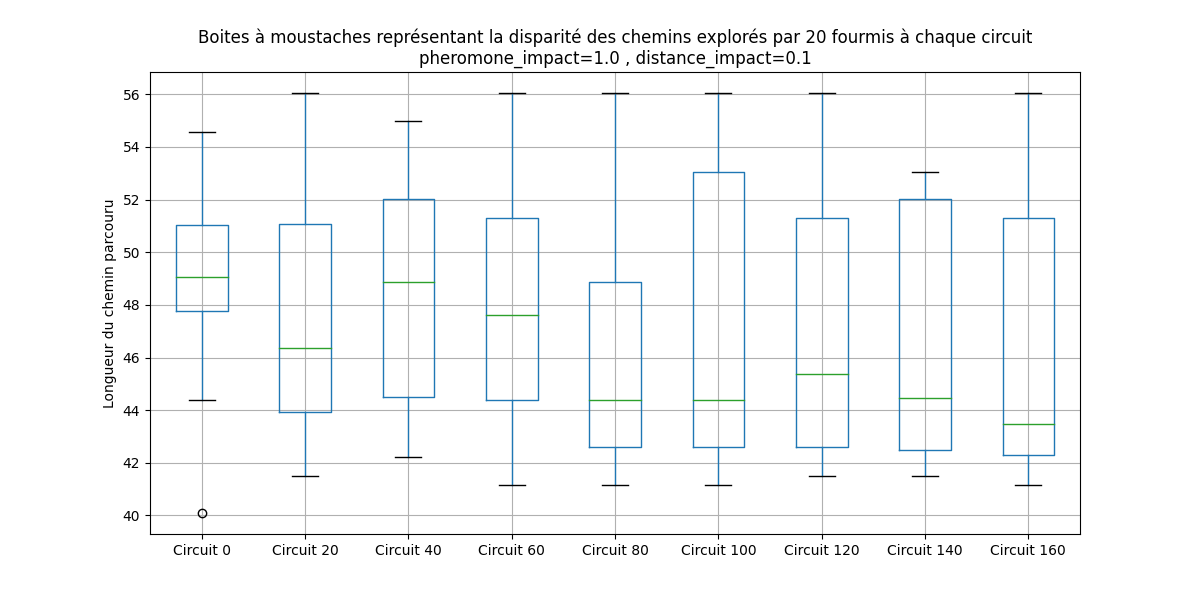 Boites à moustaches représentant la disparité des chemins explorés par 20 fourmis à chaque circuit
pheromone_impact=1.0 , distance_impact=0.1
Longueur du chemin parcouru
56
54
52
50
48
46
44
42
40
Circuit 0 Circuit 20 Circuit 40 Circuit 60 Circuit 80 Circuit 100 Circuit 120 Circuit 140 Circuit 160